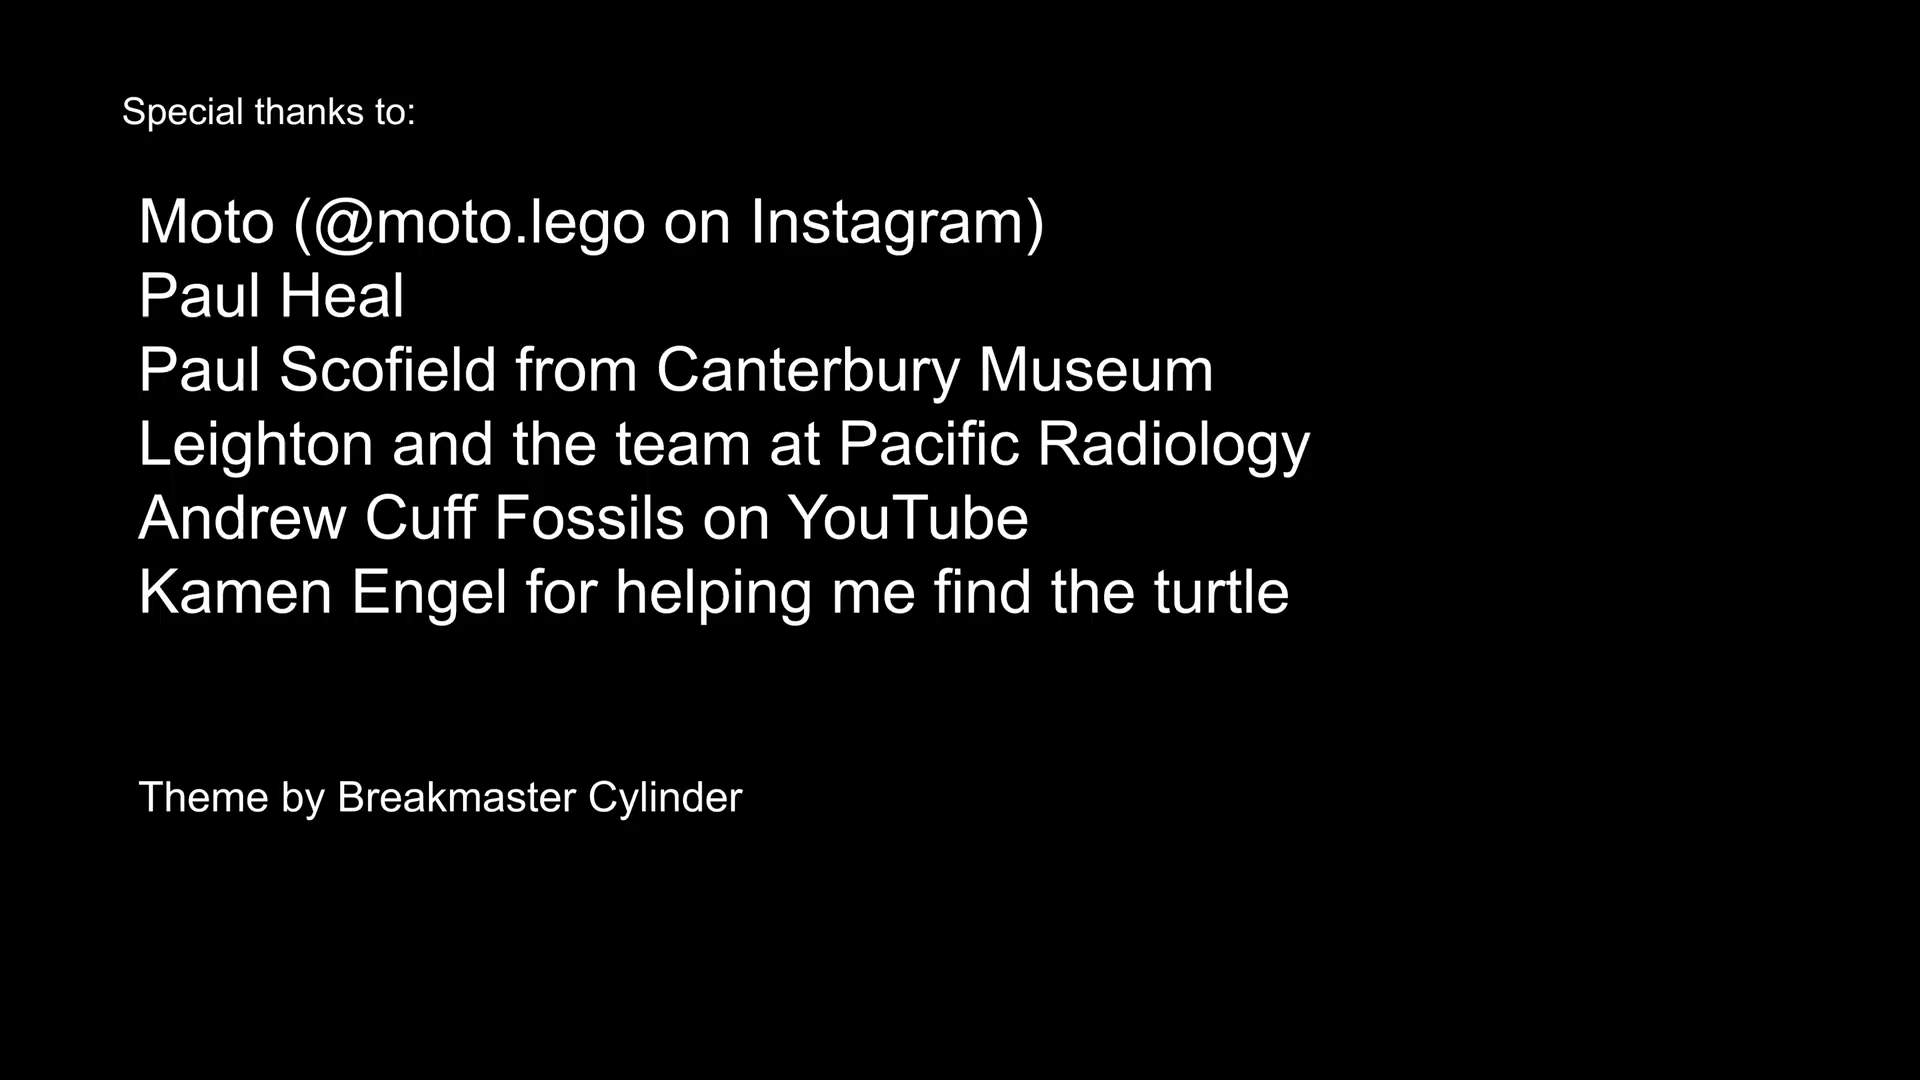 Special thanks to:
Moto (@moto.lego on Instagram)
Paul Heal
Paul Scofield from Canterbury Museum
Leighton and the team at Pacific Radiology
Andrew Cuff Fossils on YouTube
Kamen Engel for helping me find the turtle
Theme by Breakmaster Cylinder